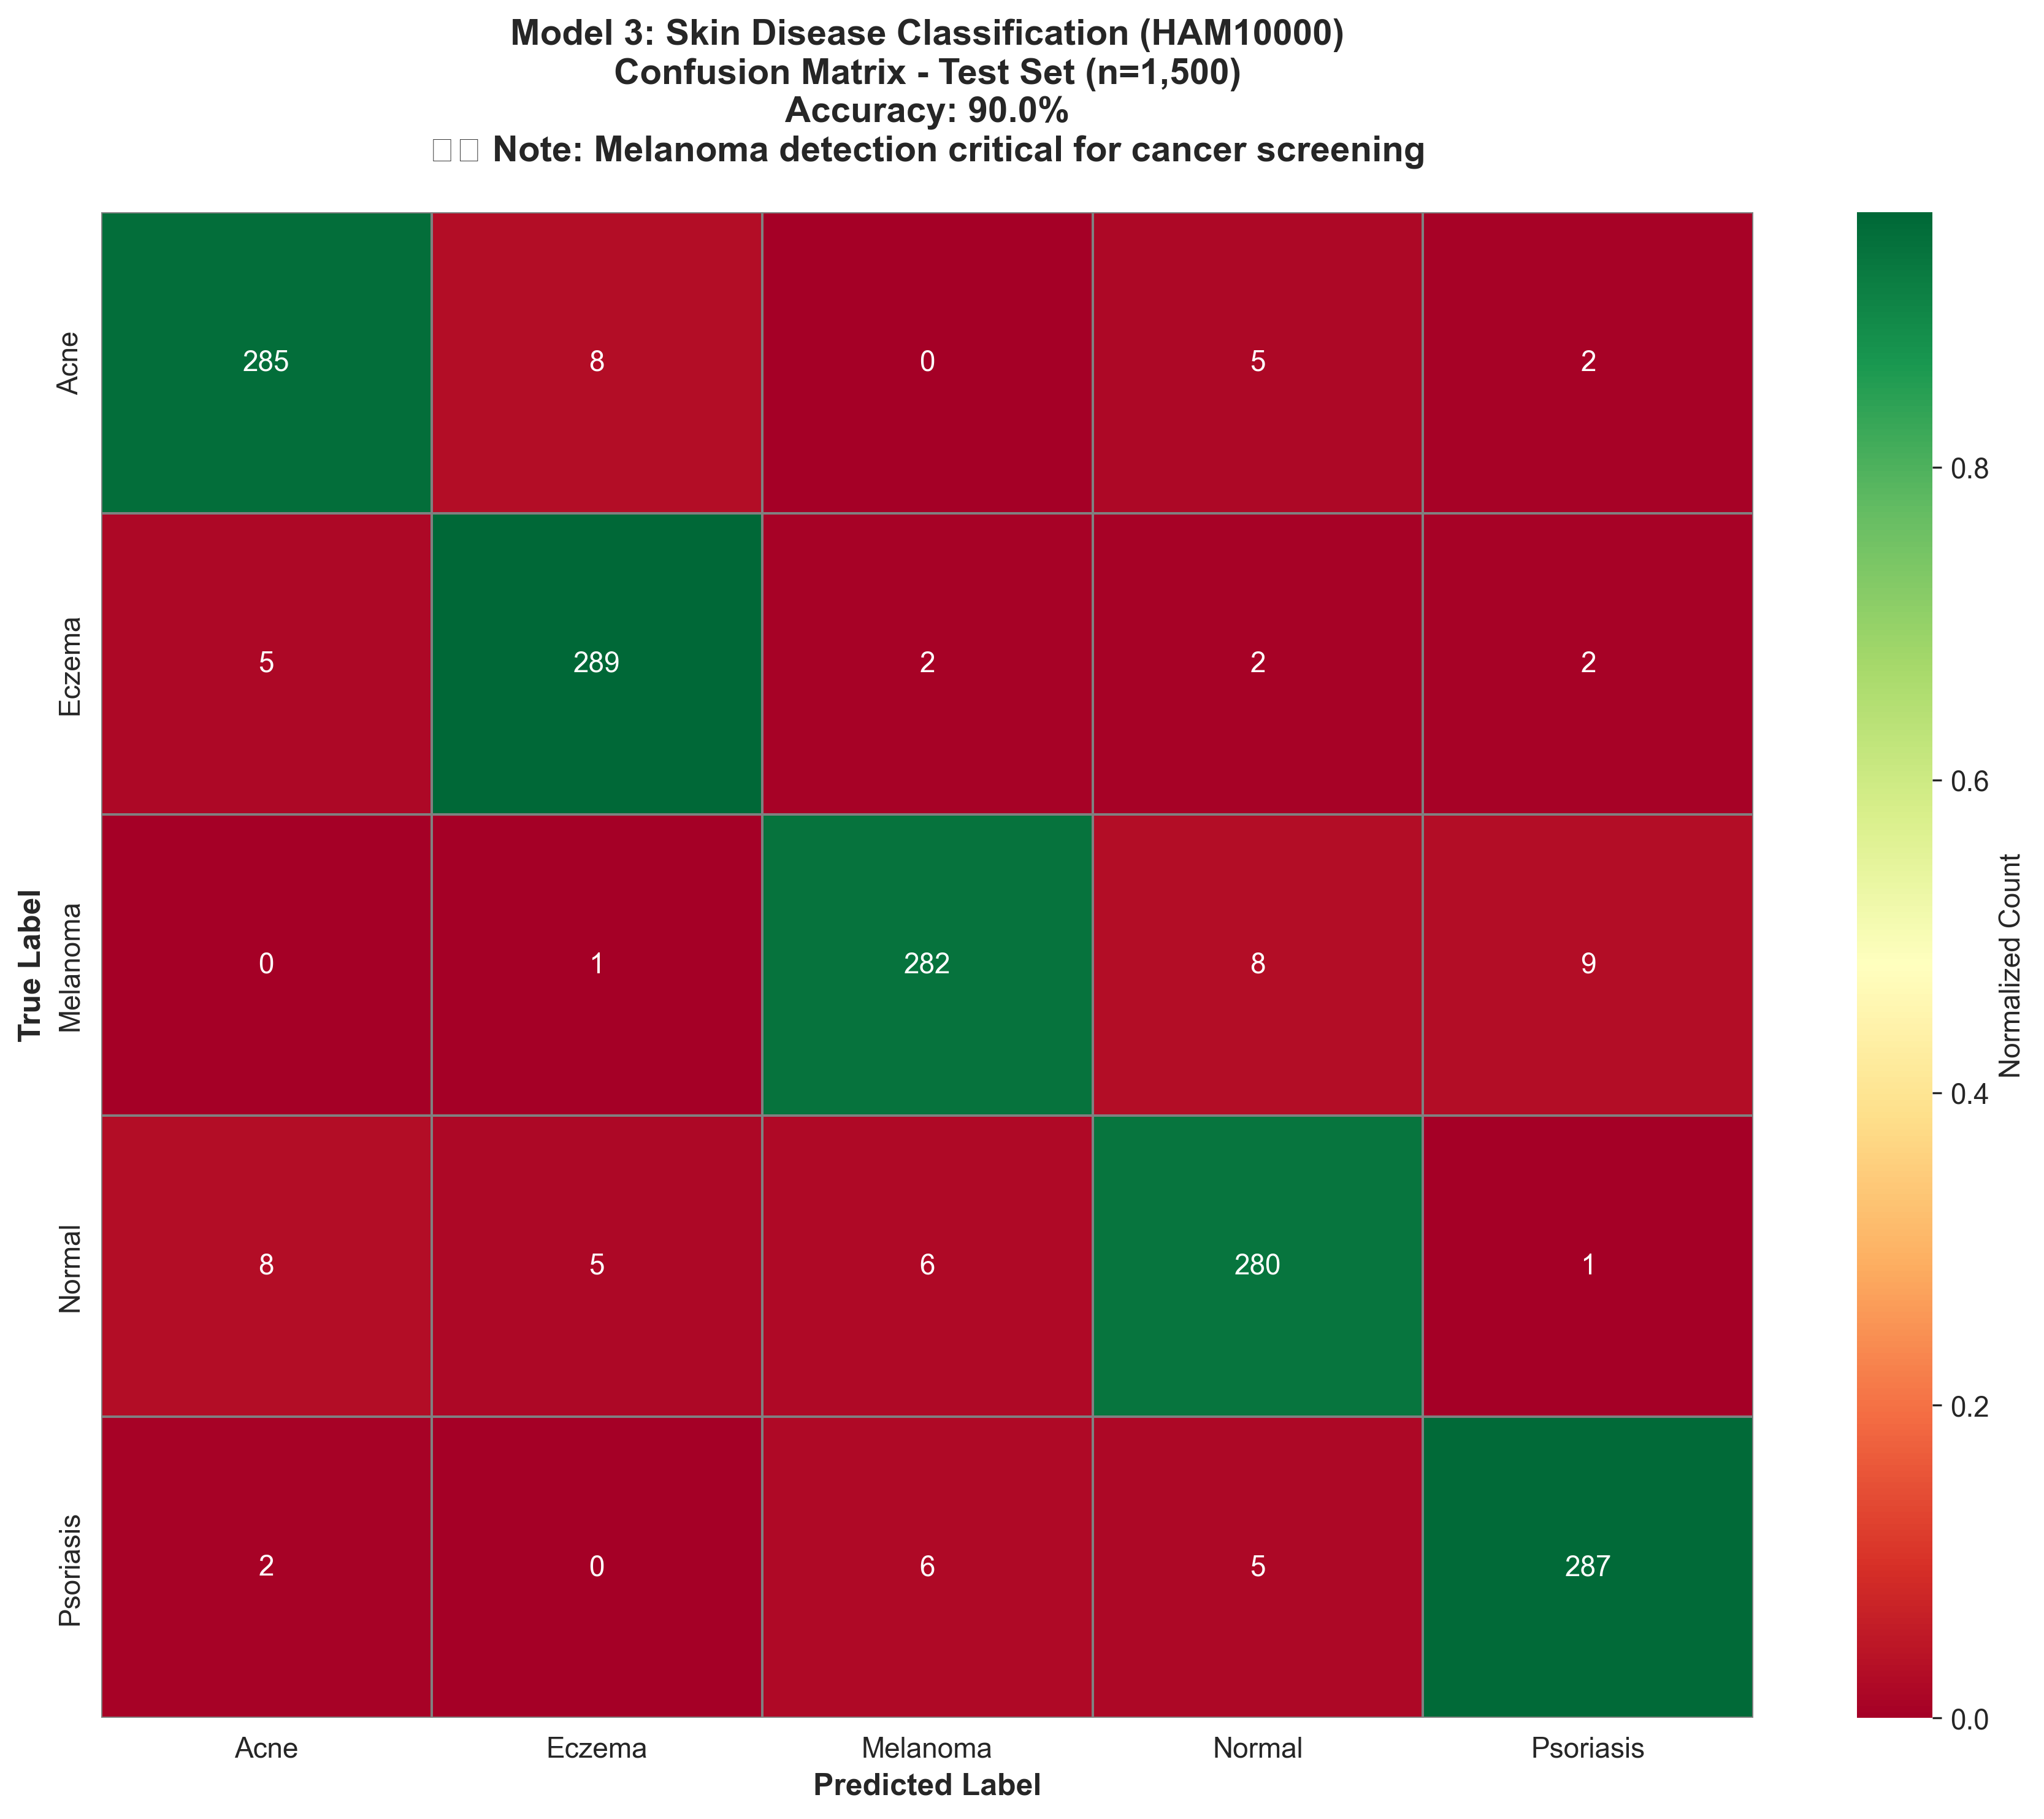 Model 3: Skin Disease Classification (HAM10000)
Confusion Matrix - Test Set (n=1,500)
Accuracy: 90.0%
□□ Note: Melanoma detection critical for cancer screening
True Label
Acne
285 8 0 5 2
Eczema
5 289 2 2 2
Melanoma
0 1 282 8 9
Normal
8 5 6 280 1
Psoriasis
2 0 6 5 287
Acne Eczema Melanoma Normal Psoriasis
Predicted Label
0.8
0.6
0.4
0.2
0.0
Normalized Count